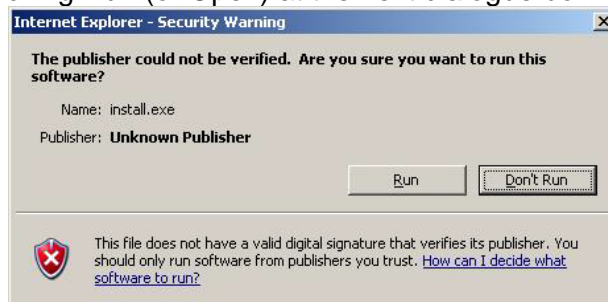 Internet Explorer - Security Warning
The publisher could not be verified. Are you sure you want to run this
software?
Name: install.exe
Publisher: Unknown Publisher
Run Don't Run
This file does not have a valid digital signature that verifies its publisher. You
should only run software from publishers you trust. How can I decide what
software to run?